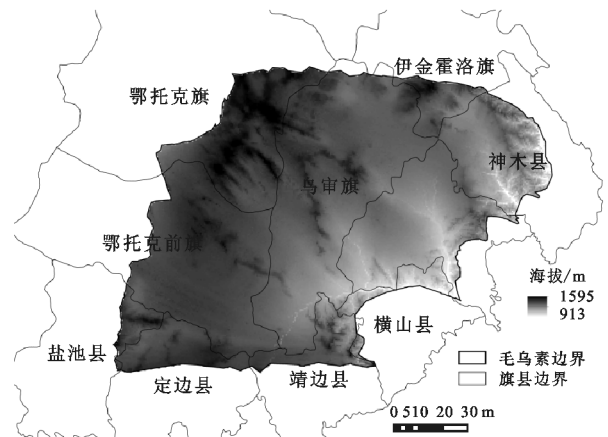 伊金霍洛旗
鄂托克旗
神木县
乌审旗
鄂托克前旗
海拔/m
1595
913
横山县
盐池县
毛乌素边界
定边县
靖边县
旗县边界
0 510 20 30 m